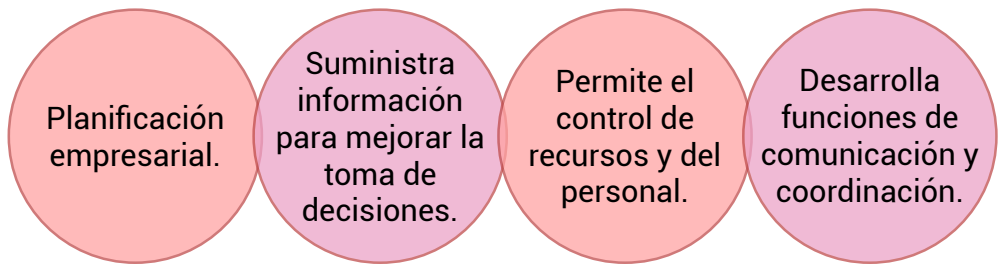 Planificación
empresarial.
Suministra
información
para mejorar la
toma de
decisiones.
Permite el
control de
recursos y del
personal.
Desarrolla
funciones de
comunicación y
coordinación.